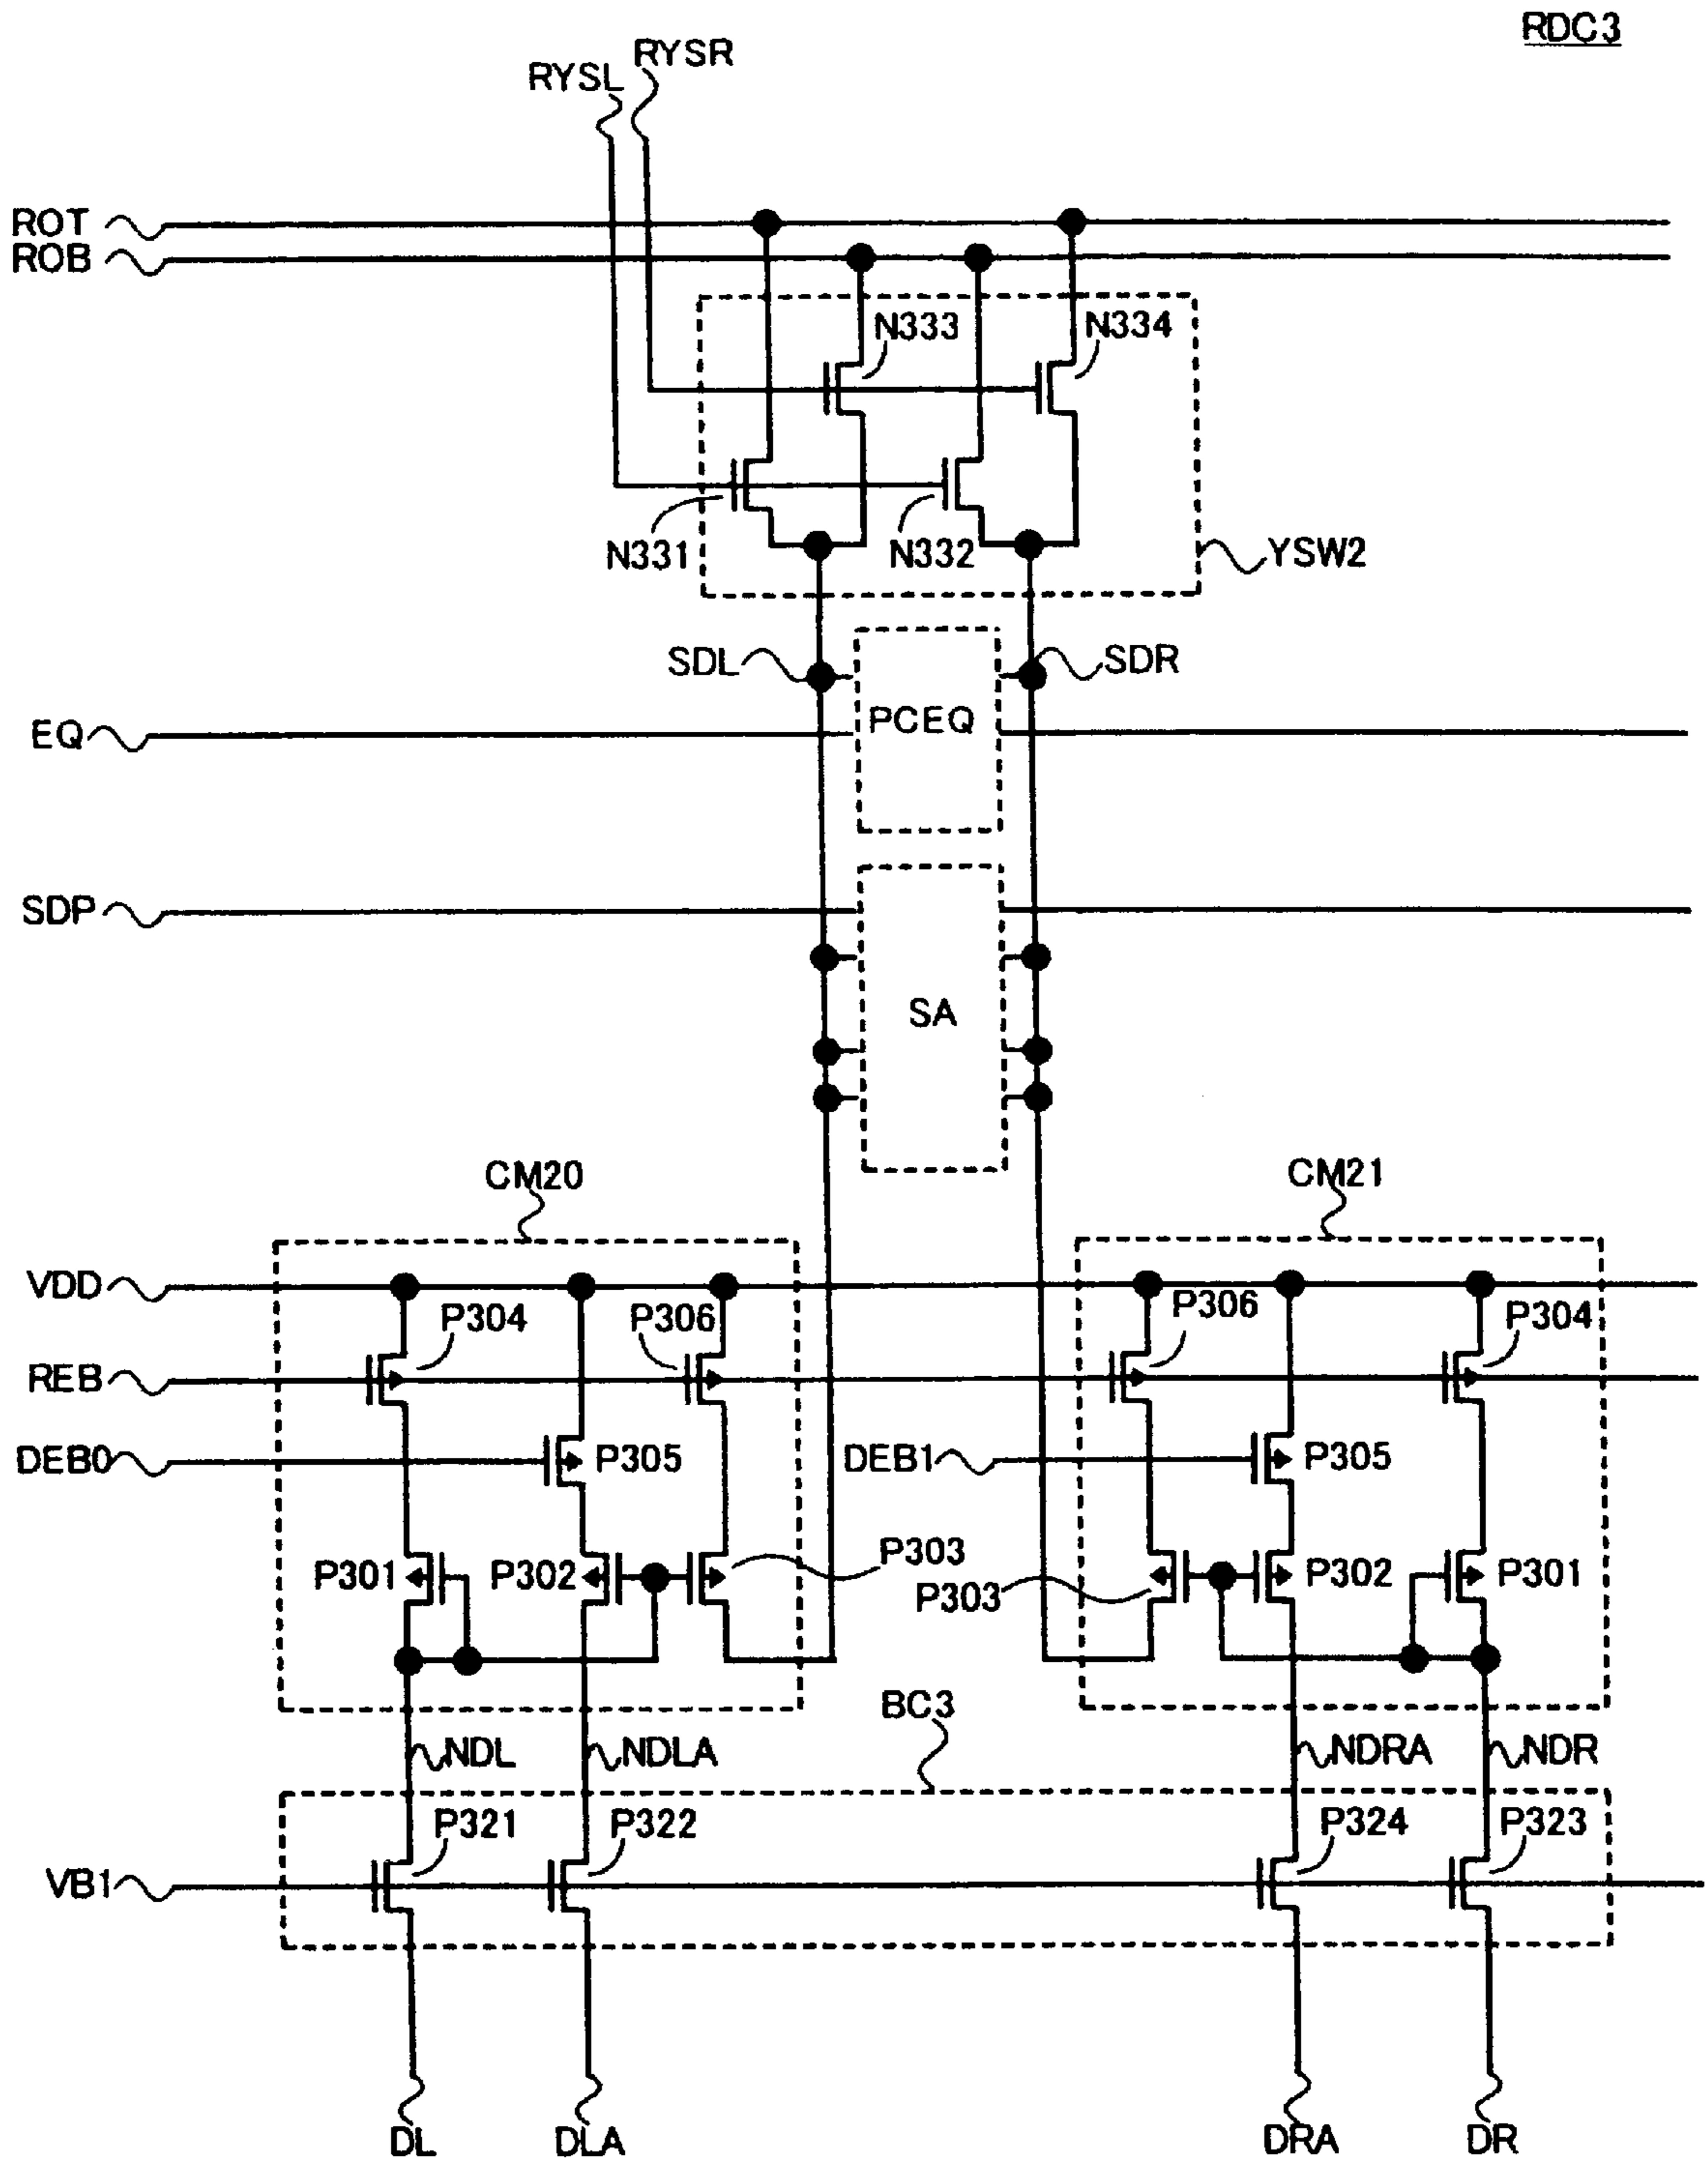 RDC3
RYSL
RYSR
ROT
ROB
N333
N334
N331
N332
YSW2
SDL
SDR
PCEQ
EQ
SDP
SA
CM20
CM21
VDD
P304
P306
P306
P304
REB
DEB0
P305
DEB1
P305
P301
P302
P303
P303
P302
P301
BC3
NDL
NDLA
NDRA
NDR
P321
P322
P324
P323
VB1
DL
DLA
DRA
DR